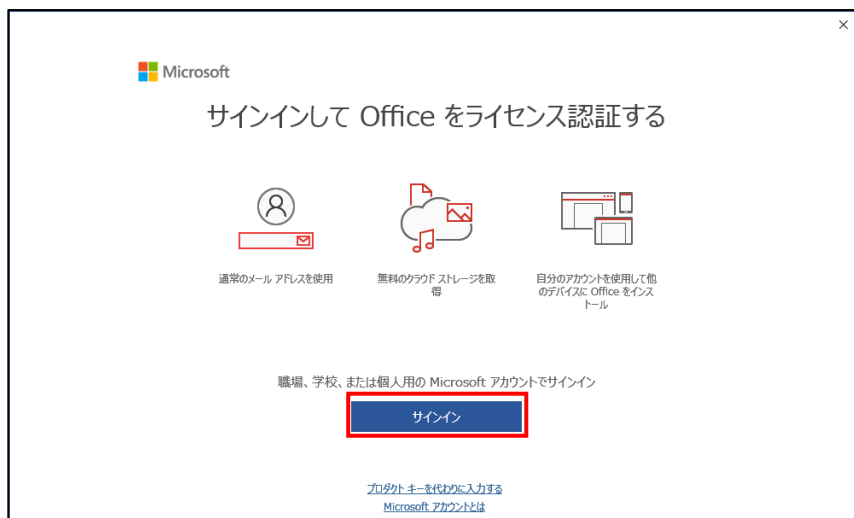 Microsoft
サインインして Office をライセンス認証する
通常のメール アドレスを使用
無料のクラウド ストレージを取
得
自分のアカウントを使用して他
のデバイスに Office をインス
トール
職場、学校、または個人用の Microsoft アカウントでサインイン
サインイン
プロダクト キーを代わりに入力する
Microsoft アカウントとは